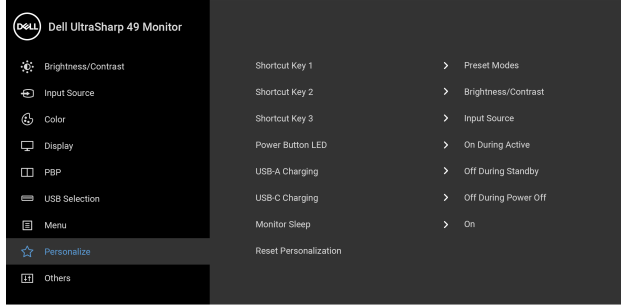 DELL Dell UltraSharp 49 Monitor
Brightness/Contrast
Input Source
Color
Display
PBP
USB Selection
Menu
Personalize
Others
Shortcut Key 1 > Preset Modes
Shortcut Key 2 > Brightness/Contrast
Shortcut Key 3 > Input Source
Power Button LED > On During Active
USB-A Charging > Off During Standby
USB-C Charging > Off During Power Off
Monitor Sleep > On
Reset Personalization